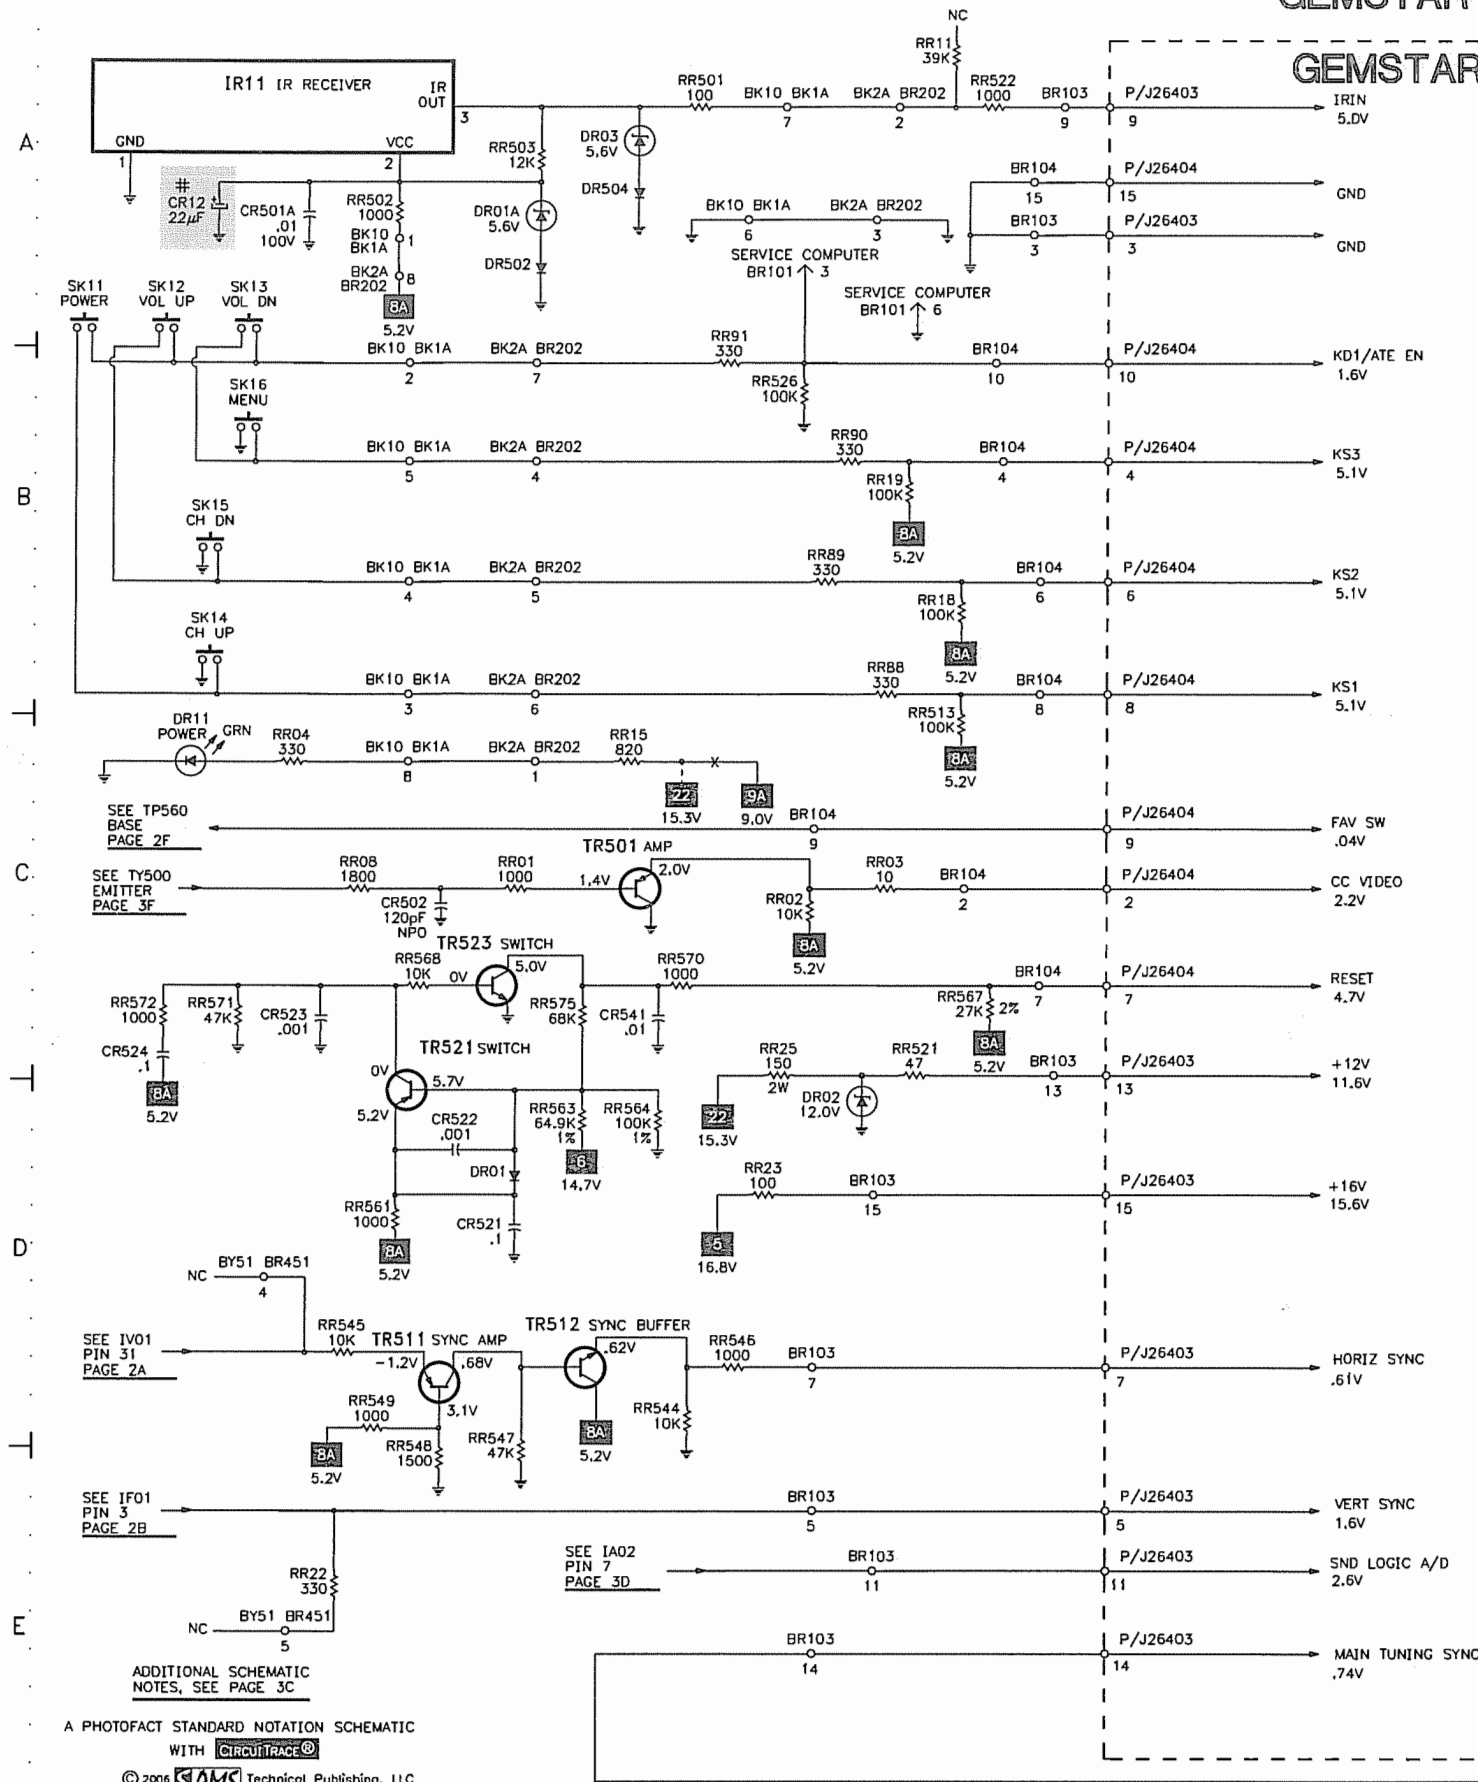 GEMSTAR
GEMSTAR
NC
RR11
39K
IR11 IR RECEIVER
IR
OUT
3
GND
1
VCC
2
RR501
100
BK10 BK1A
7
BK2A BR202
2
RR522
1000
BR103
9
P/J26403
9
IRIN
5.0V
A
RR503
12K
DR03
5.6V
DR504
#
CR12
22µF
+
CR501A
.01
100V
RR502
1000
BK10
BK1A
1
BK2A
BR202
8
8A
5.2V
DR01A
5.6V
DR502
BK10 BK1A
6
BK2A BR202
3
BR104
15
P/J26404
15
GND
BR103
3
P/J26403
3
GND
SERVICE COMPUTER
BR101 3
SERVICE COMPUTER
BR101 6
SK11
POWER
SK12
VOL UP
SK13
VOL DN
BK10 BK1A
2
BK2A BR202
7
RR91
330
RR526
100K
BR104
10
P/J26404
10
KD1/ATE EN
1.6V
SK16
MENU
BK10 BK1A
5
BK2A BR202
4
RR90
330
RR19
100K
8A
5.2V
BR104
4
P/J26404
4
KS3
5.1V
B
SK15
CH DN
BK10 BK1A
4
BK2A BR202
5
RR89
330
RR18
100K
8A
5.2V
BR104
6
P/J26404
6
KS2
5.1V
SK14
CH UP
BK10 BK1A
3
BK2A BR202
6
RR88
330
RR513
100K
8A
5.2V
BR104
8
P/J26404
8
KS1
5.1V
DR11
POWER
GRN
RR04
330
BK10 BK1A
8
BK2A BR202
1
RR15
820
22
15.3V
9A
9.0V
SEE TP560
BASE
PAGE 2F
BR104
9
P/J26404
9
FAV SW
.04V
C
SEE TY500
EMITTER
PAGE 3F
RR08
1800
CR502
120pF
NPO
RR01
1000
TR501 AMP
1.4V
2.0V
RR02
10K
8A
5.2V
RR03
10
BR104
2
P/J26404
2
CC VIDEO
2.2V
TR523 SWITCH
RR568
10K
0V
5.0V
RR570
1000
RR572
1000
RR571
47K
CR523
.001
RR575
68K
CR541
.01
CR524
.1
8A
5.2V
RR567
27K
2%
8A
5.2V
BR104
7
P/J26404
7
RESET
4.7V
TR521 SWITCH
0V
5.7V
5.2V
CR522
.001
DR01
RR563
64.9K
1%
6
14.7V
RR564
100K
1%
RR561
1000
8A
5.2V
CR521
.1
RR25
150
2W
22
15.3V
DR02
12.0V
RR521
47
BR103
13
P/J26403
13
+12V
11.6V
RR23
100
5
16.8V
BR103
15
P/J26403
15
+16V
15.6V
D
NC
BY51 BR451
4
SEE IV01
PIN 31
PAGE 2A
RR545
10K
TR511 SYNC AMP
-1.2V
.68V
3.1V
TR512 SYNC BUFFER
.62V
RR546
1000
BR103
7
P/J26403
7
HORIZ SYNC
.61V
RR549
1000
8A
5.2V
RR548
1500
RR547
47K
8A
5.2V
RR544
10K
SEE IF01
PIN 3
PAGE 2B
BR103
5
P/J26403
5
VERT SYNC
1.6V
SEE IA02
PIN 7
PAGE 3D
BR103
11
P/J26403
11
SND LOGIC A/D
2.6V
RR22
330
E
NC
BY51 BR451
5
BR103
14
P/J26403
14
MAIN TUNING SYNC
.74V
ADDITIONAL SCHEMATIC
NOTES, SEE PAGE 3C
A PHOTOFACT STANDARD NOTATION SCHEMATIC
WITH CIRCUITRACE®
© 2006 SAMS Technical Publishing, LLC